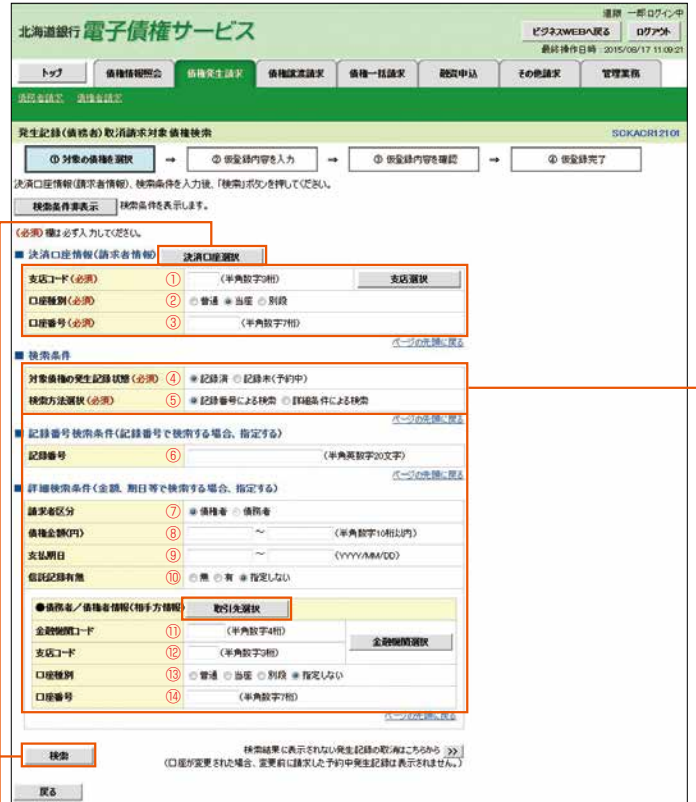 道銀 一郎ログイン中
北海道銀行 電子債権サービス
ビジネスWEBへ戻る ログアウト
最終操作日時：2015/06/17 11:09:21
トップ 債権情報照会 債権発生請求 債権譲渡請求 債権一括請求 融資申込 その他請求 管理業務
債務者請求 債権者請求
発生記録(債務者)取消請求対象債権検索 SCKACR12101
① 対象の債権を選択 → ② 仮登録内容を入力 → ③ 仮登録内容を確認 → ④ 仮登録完了
決済口座情報(請求者情報)、検索条件を入力後、「検索」ボタンを押してください。
検索条件非表示 検索条件を表示します。
(必須)欄は必ず入力してください。
■ 決済口座情報(請求者情報) 決済口座選択
支店コード(必須) ① (半角数字3桁) 支店選択
口座種別(必須) ② 普通 当座 別段
口座番号(必須) ③ (半角数字7桁)
ページの先頭に戻る
■ 検索条件
対象債権の発生記録状態(必須) ④ 記録済 記録未(予約中)
検索方法選択(必須) ⑤ 記録番号による検索 詳細条件による検索
ページの先頭に戻る
■ 記録番号検索条件(記録番号で検索する場合、指定する)
記録番号 ⑥ (半角英数字20文字)
ページの先頭に戻る
■ 詳細検索条件(金額、期日等で検索する場合、指定する)
請求者区分 ⑦ 債権者 債務者
債権金額(円) ⑧ ～ (半角数字10桁以内)
支払期日 ⑨ ～ (YYYY/MM/DD)
信託記録有無 ⑩ 無 有 指定しない
●債務者／債権者情報(相手方情報) 取引先選択
金融機関コード ⑪ (半角数字4桁) 金融機関選択
支店コード ⑫ (半角数字3桁)
口座種別 ⑬ 普通 当座 別段 指定しない
口座番号 ⑭ (半角数字7桁)
ページの先頭に戻る
検索 検索結果に表示されない発生記録の取消はこちらから >>
(口座が変更された場合、変更前に請求した予約中発生記録は表示されません。)
戻る